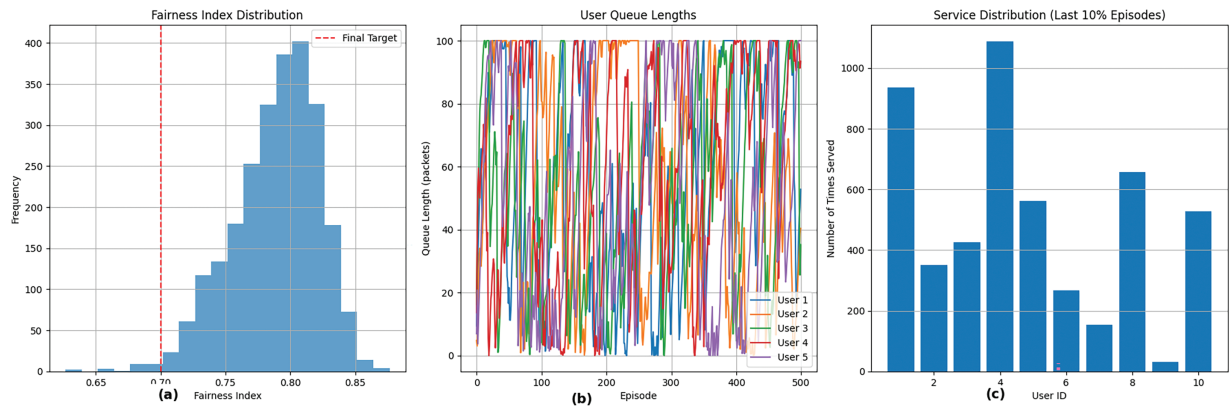 Fairness Index Distribution
Final Target
400
350
300
250
200
150
100
50
0
Frequency
0.65 0.70 0.75 0.80 0.85
(a) Fairness Index
User Queue Lengths
100
80
60
40
20
0
Queue Length (packets)
User 1
User 2
User 3
User 4
User 5
0 100 200 300 400 500
(b) Episode
Service Distribution (Last 10% Episodes)
1000
800
600
400
200
0
Number of Times Served
2 4 6 8 10
(c) User ID